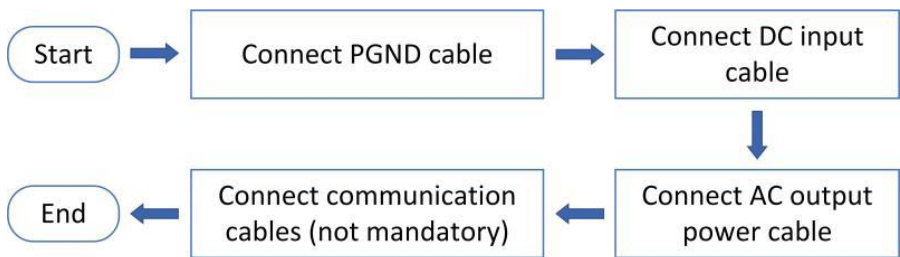 Start
Connect PGND cable
Connect DC input
cable
Connect AC output
power cable
Connect communication
cables (not mandatory)
End